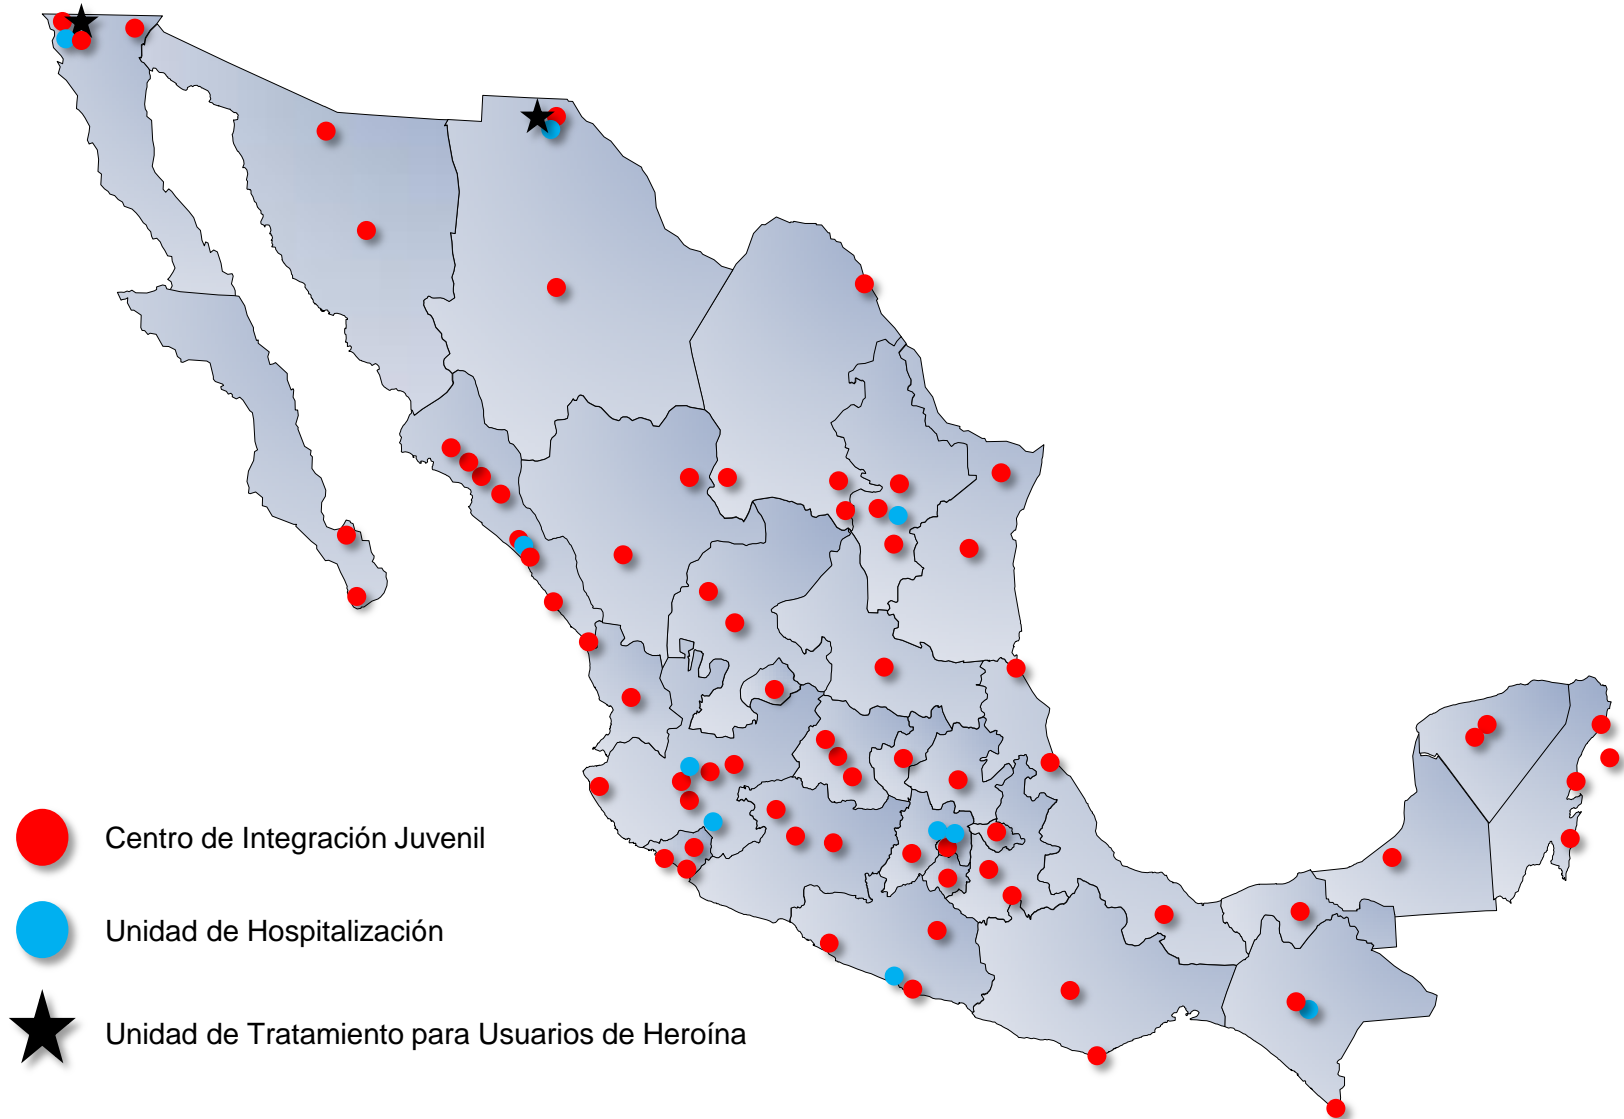 Centro de Integración Juvenil
Unidad de Hospitalización
Unidad de Tratamiento para Usuarios de Heroína